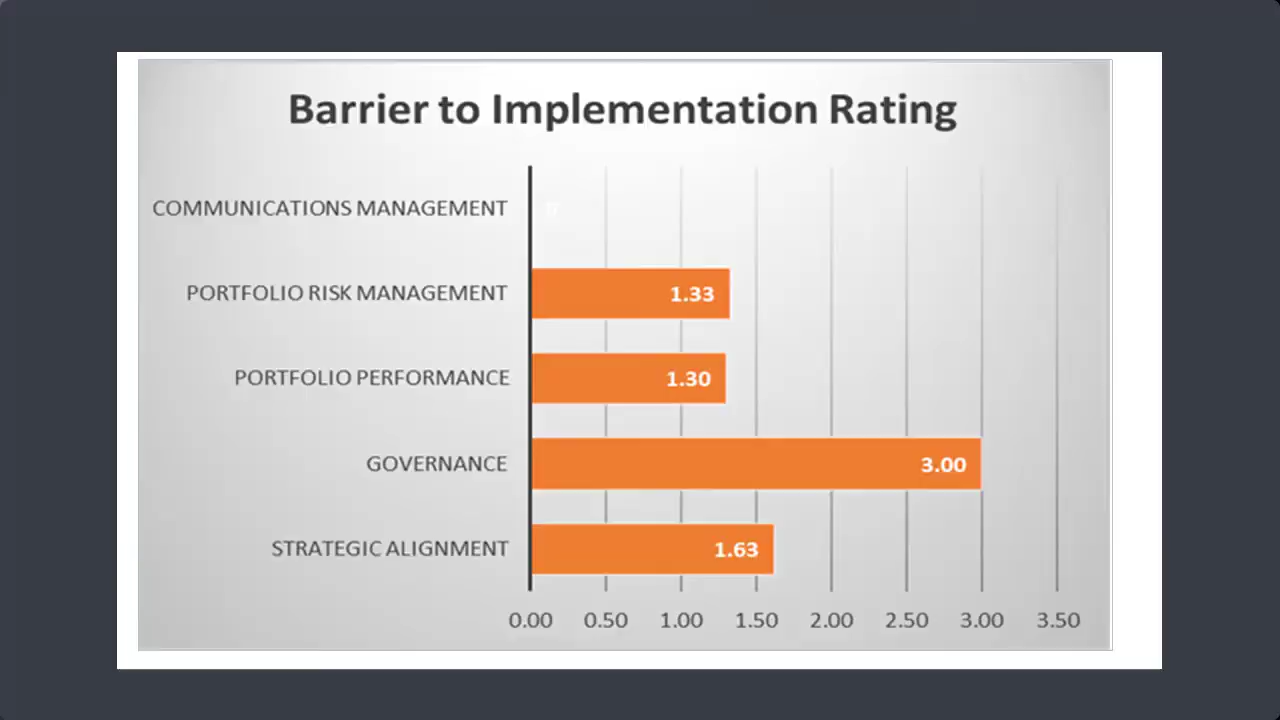 Barrier to Implementation Rating
COMMUNICATIONS MANAGEMENT
PORTFOLIO RISK MANAGEMENT 1.33
PORTFOLIO PERFORMANCE 1.30
GOVERNANCE 3.00
STRATEGIC ALIGNMENT 1.63
0.00 0.50 1.00 1.50 2.00 2.50 3.00 3.50